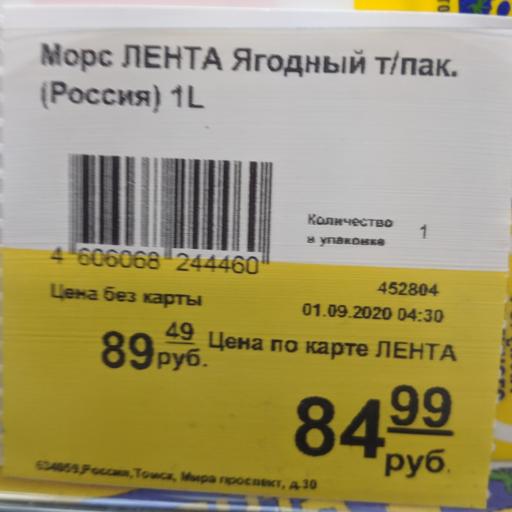 Морс ЛЕНТА Ягодный т/пак.
(Россия) 1L
Количество
в упаковке 1
4 606068 244460
452804
Цена без карты
01.09.2020 04:30
89 49 руб.
Цена по карте ЛЕНТА
84 99 руб.
634059,Россия,Томск, Мира проспект, д.30